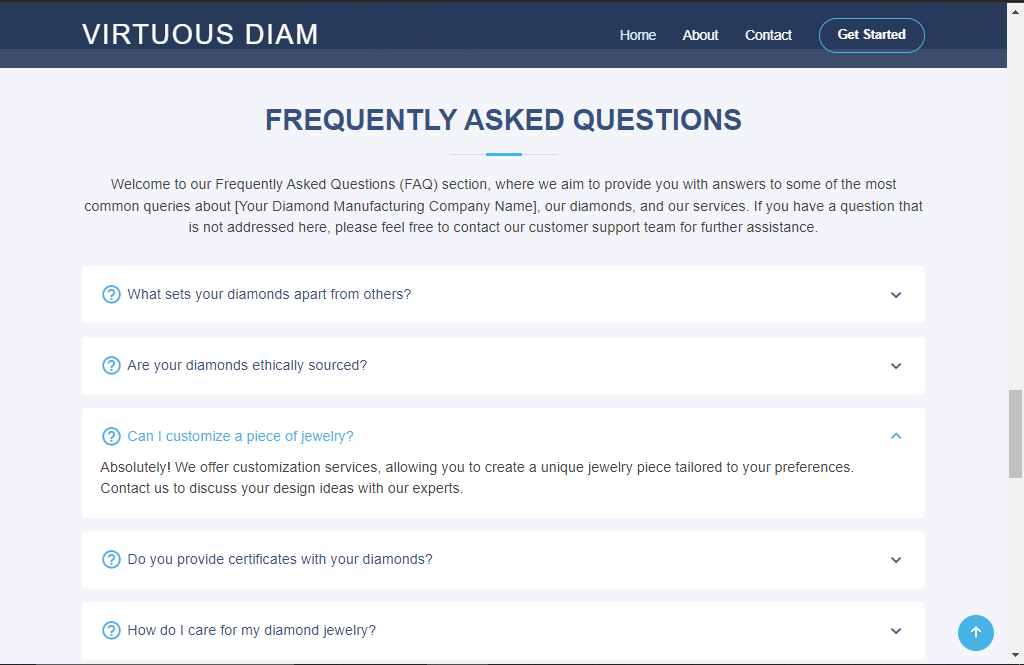 VIRTUOUS DIAM
Home About Contact Get Started
FREQUENTLY ASKED QUESTIONS
Welcome to our Frequently Asked Questions (FAQ) section, where we aim to provide you with answers to some of the most
common queries about [Your Diamond Manufacturing Company Name], our diamonds, and our services. If you have a question that
is not addressed here, please feel free to contact our customer support team for further assistance.
What sets your diamonds apart from others?
Are your diamonds ethically sourced?
Can I customize a piece of jewelry?
Absolutely! We offer customization services, allowing you to create a unique jewelry piece tailored to your preferences.
Contact us to discuss your design ideas with our experts.
Do you provide certificates with your diamonds?
How do I care for my diamond jewelry?